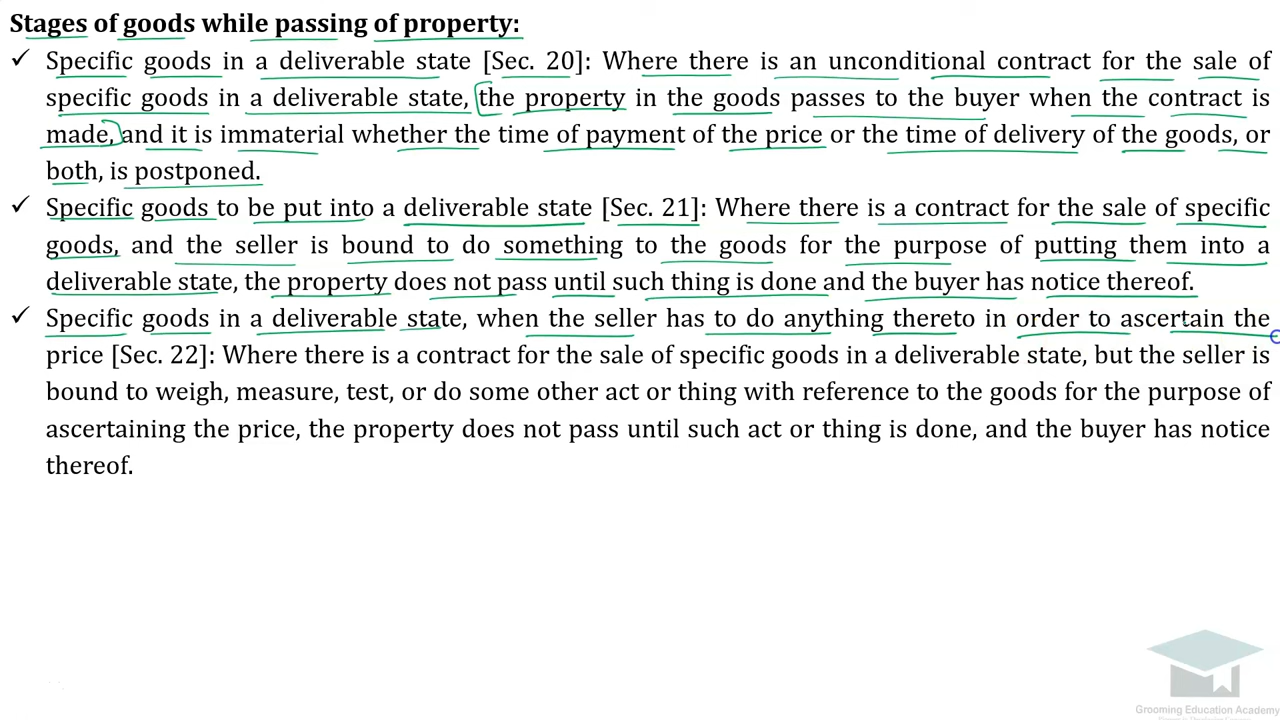 Stages of goods while passing of property:
✓ Specific goods in a deliverable state [Sec. 20]: Where there is an unconditional contract for the sale of
specific goods in a deliverable state, the property in the goods passes to the buyer when the contract is
made, and it is immaterial whether the time of payment of the price or the time of delivery of the goods, or
both, is postponed.
✓ Specific goods to be put into a deliverable state [Sec. 21]: Where there is a contract for the sale of specific
goods, and the seller is bound to do something to the goods for the purpose of putting them into a
deliverable state, the property does not pass until such thing is done and the buyer has notice thereof.
✓ Specific goods in a deliverable state, when the seller has to do anything thereto in order to ascertain the
price [Sec. 22]: Where there is a contract for the sale of specific goods in a deliverable state, but the seller is
bound to weigh, measure, test, or do some other act or thing with reference to the goods for the purpose of
ascertaining the price, the property does not pass until such act or thing is done, and the buyer has notice
thereof.
Grooming Education Academy